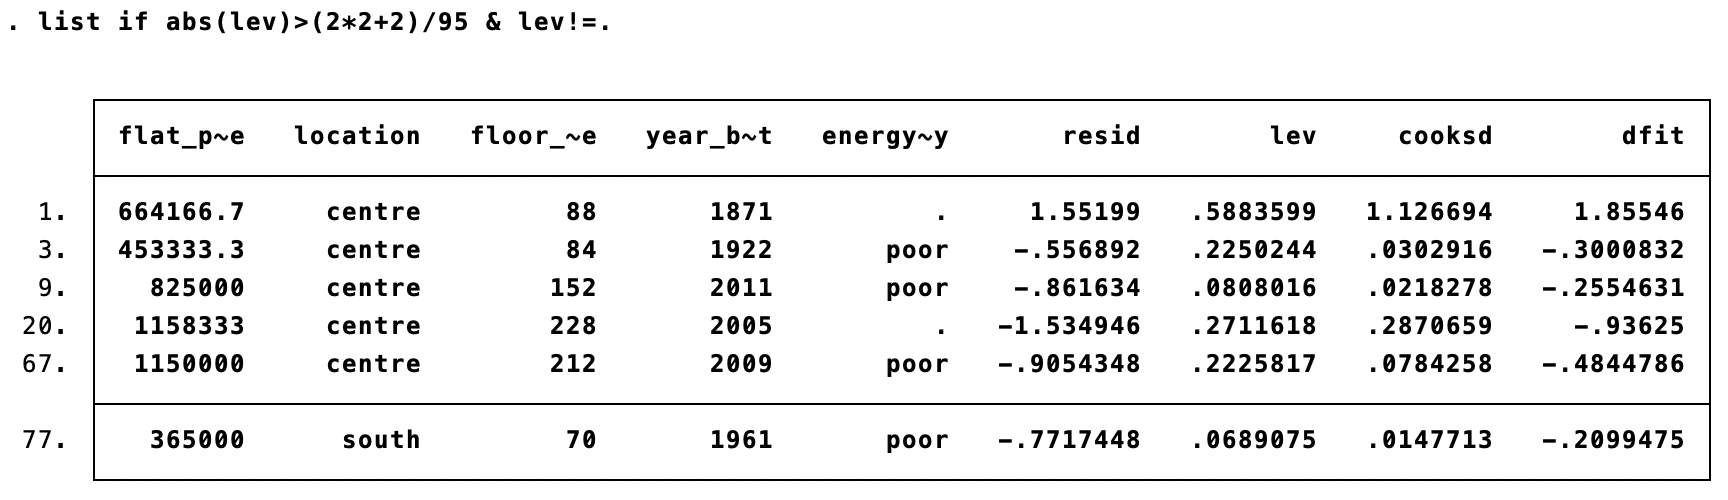 . list if abs(lev)>(2*2+2)/95 & lev!=.
flat_p~e location floor_~e year_b~t energy~y resid lev cooksd dfit
1. 664166.7 centre 88 1871 . 1.55199 .5883599 1.126694 1.85546
3. 453333.3 centre 84 1922 poor -.556892 .2250244 .0302916 -.3000832
9. 825000 centre 152 2011 poor -.861634 .0808016 .0218278 -.2554631
20. 1158333 centre 228 2005 . -1.534946 .2711618 .2870659 -.93625
67. 1150000 centre 212 2009 poor -.9054348 .2225817 .0784258 -.4844786
77. 365000 south 70 1961 poor -.7717448 .0689075 .0147713 -.2099475